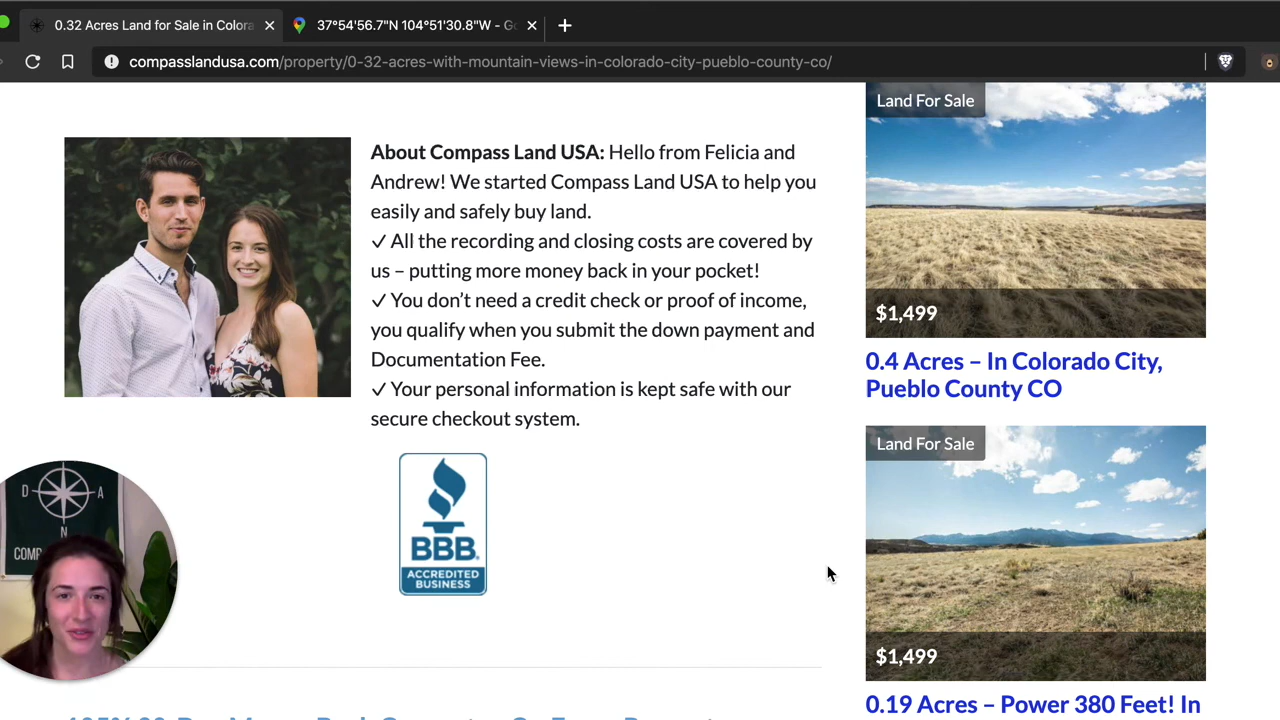 0.32 Acres Land for Sale in Colora
37°54'56.7"N 104°51'30.8"W - Go
compasslandusa.com/property/0-32-acres-with-mountain-views-in-colorado-city-pueblo-county-co/
About Compass Land USA: Hello from Felicia and
Andrew! We started Compass Land USA to help you
easily and safely buy land.
✓ All the recording and closing costs are covered by
us – putting more money back in your pocket!
✓ You don’t need a credit check or proof of income,
you qualify when you submit the down payment and
Documentation Fee.
✓ Your personal information is kept safe with our
secure checkout system.
BBB.
ACCREDITED
BUSINESS
D A
N
COMP
Land For Sale
$1,499
0.4 Acres – In Colorado City,
Pueblo County CO
Land For Sale
$1,499
0.19 Acres – Power 380 Feet! In